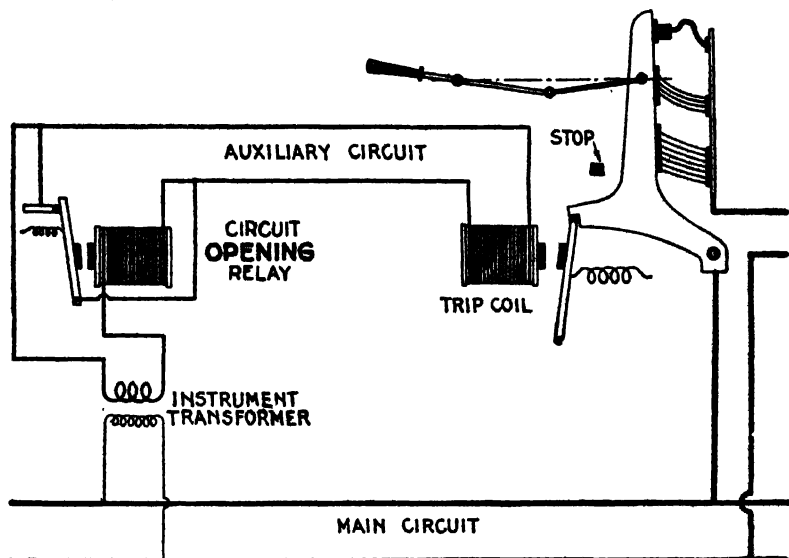 AUXILIARY CIRCUIT
STOP
CIRCUIT
OPENING
RELAY
TRIP COIL
INSTRUMENT
TRANSFORMER
MAIN CIRCUIT